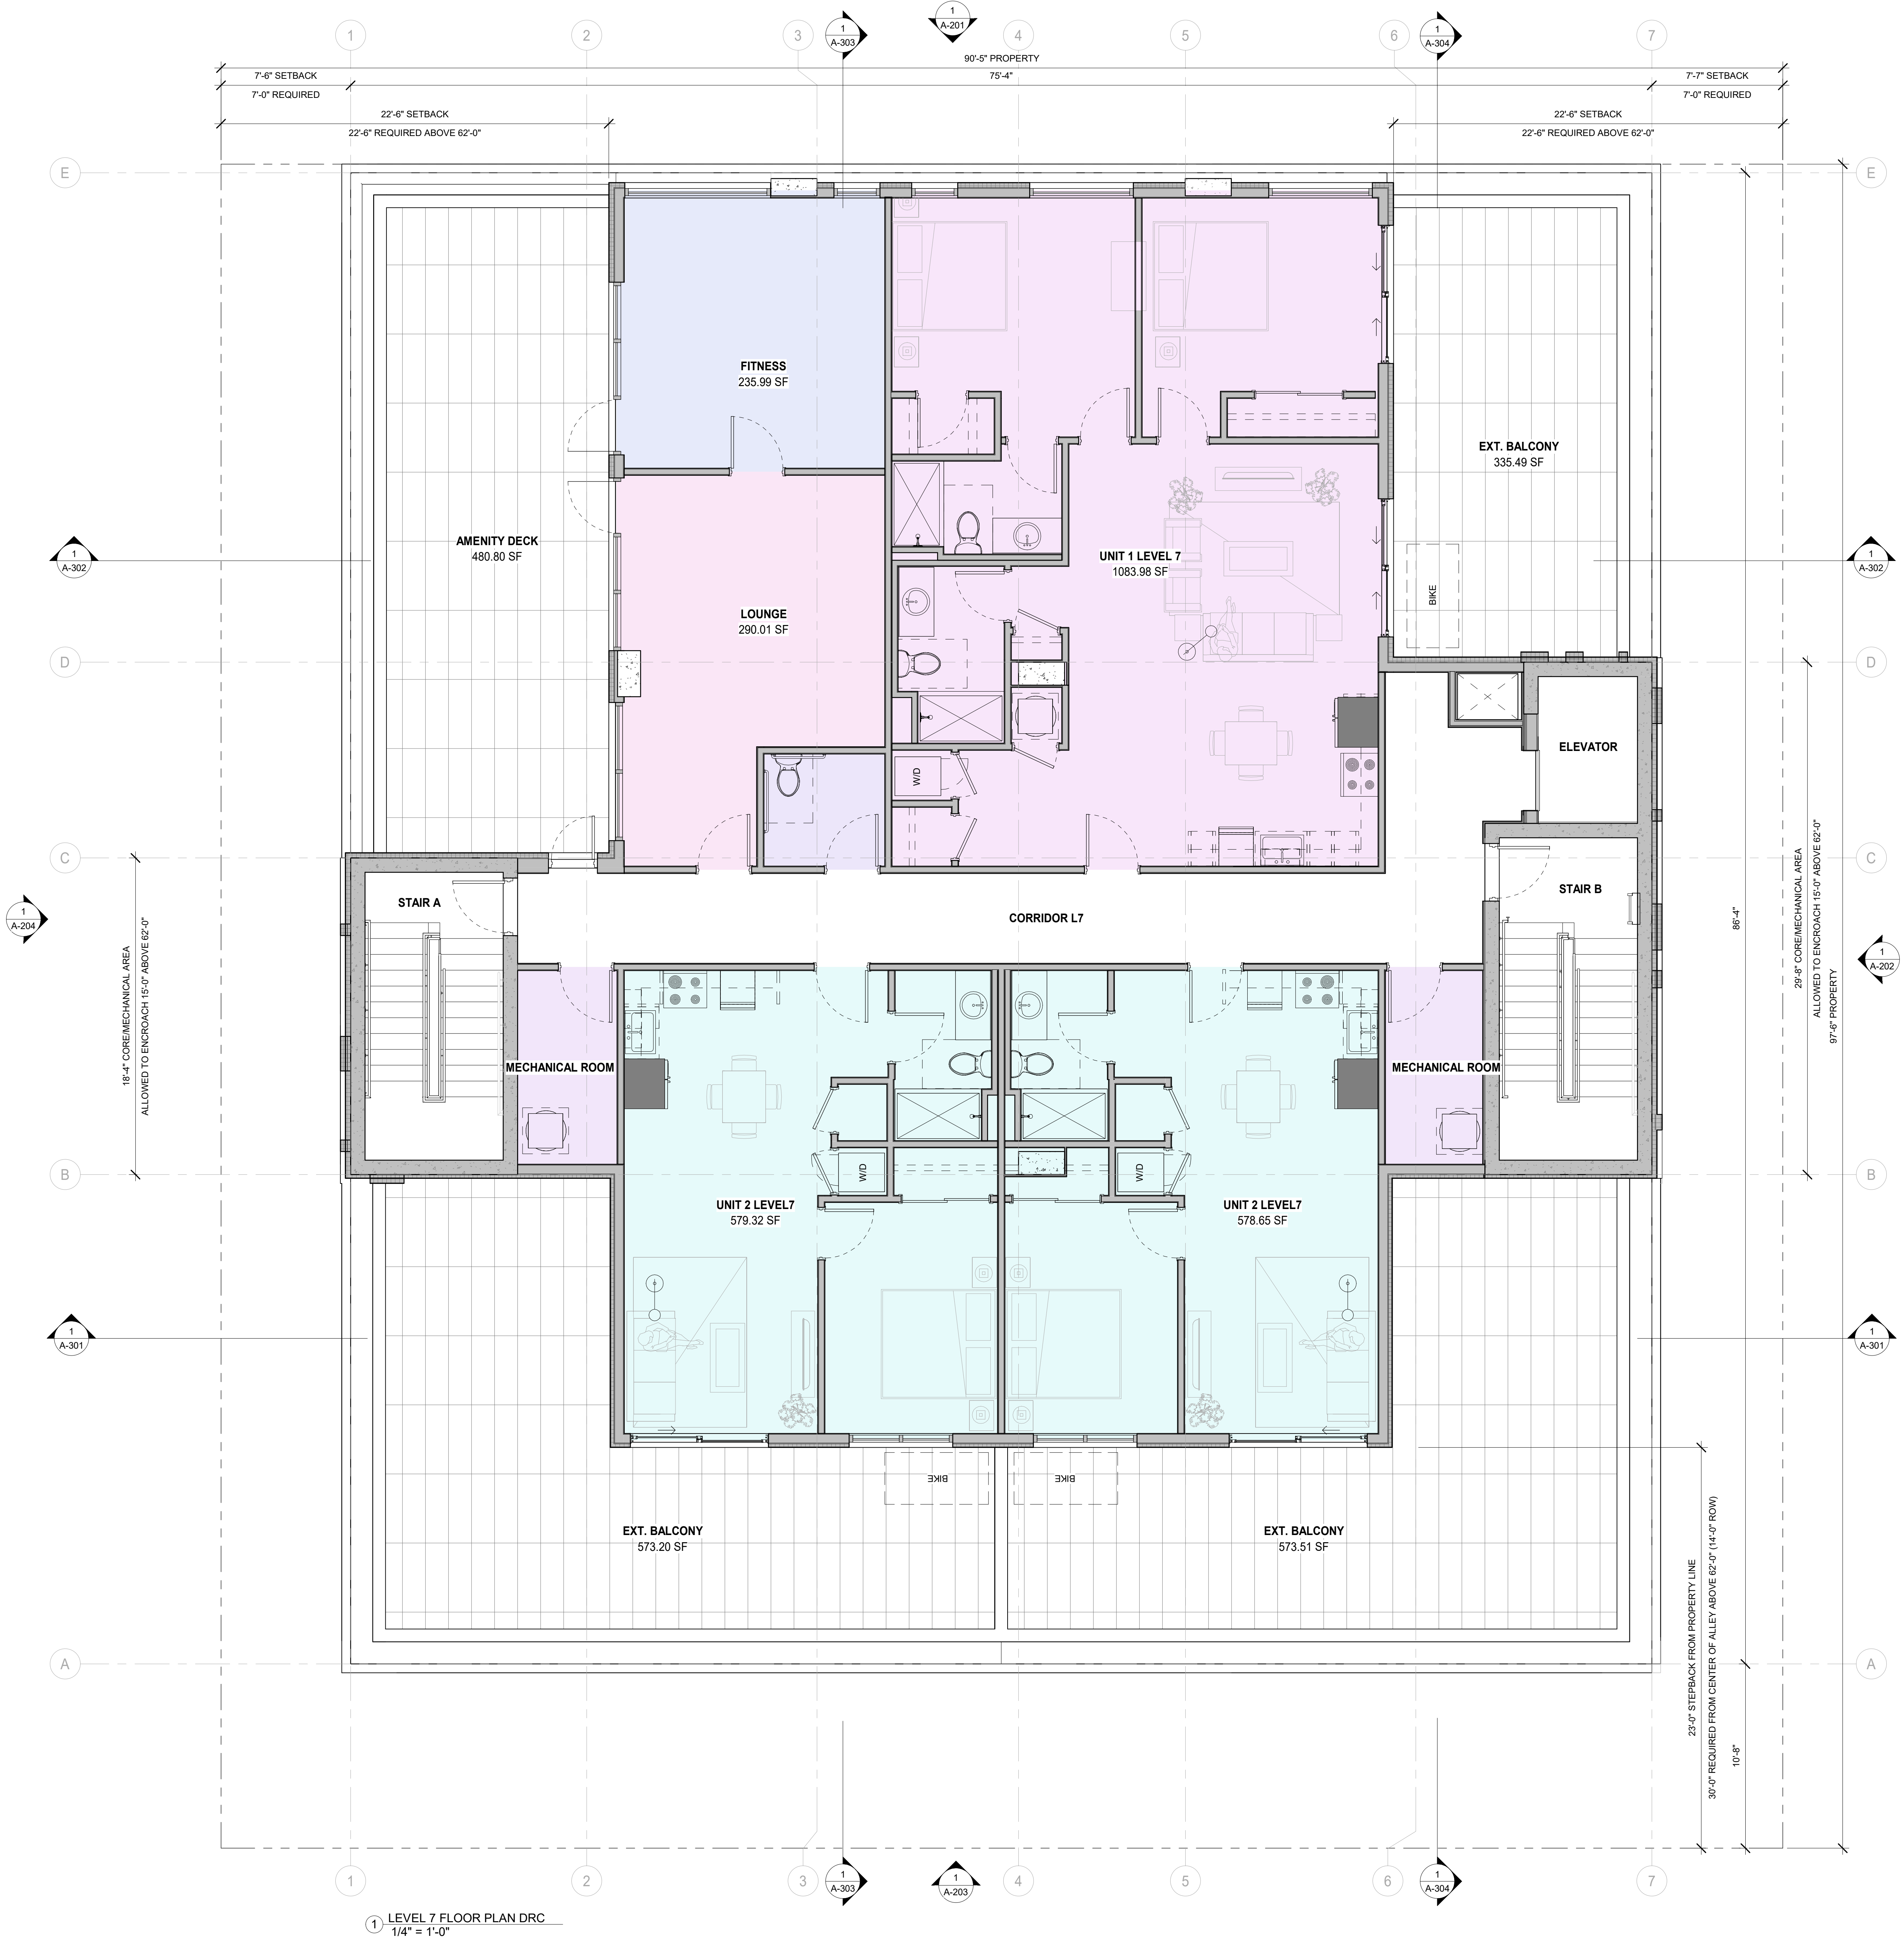 1
A-201
1 2 3 4 5 6 7
1
A-303
1
A-304
90'-5" PROPERTY
7'-6" SETBACK
75'-4"
7'-7" SETBACK
7'-0" REQUIRED
7'-0" REQUIRED
22'-6" SETBACK
22'-6" SETBACK
22'-6" REQUIRED ABOVE 62'-0"
22'-6" REQUIRED ABOVE 62'-0"
E
E
FITNESS
235.99 SF
EXT. BALCONY
335.49 SF
AMENITY DECK
480.80 SF
UNIT 1 LEVEL 7
1083.98 SF
1
A-302
1
A-302
BIKE
LOUNGE
290.01 SF
D
D
ELEVATOR
W/D
C
C
STAIR A
STAIR B
CORRIDOR L7
1
A-204
1
A-202
18'-4" CORE/MECHANICAL AREA
ALLOWED TO ENCROACH 15'-0" ABOVE 62'-0"
86'-4"
29'-8" CORE/MECHANICAL AREA
ALLOWED TO ENCROACH 15'-0" ABOVE 62'-0"
97'-6" PROPERTY
MECHANICAL ROOM
MECHANICAL ROOM
B
B
W/D
W/D
UNIT 2 LEVEL7
579.32 SF
UNIT 2 LEVEL7
578.65 SF
1
A-301
1
A-301
BIKE
BIKE
EXT. BALCONY
573.20 SF
EXT. BALCONY
573.51 SF
23'-0" STEPBACK FROM PROPERTY LINE
30'-0" REQUIRED FROM CENTER OF ALLEY ABOVE 62'-0" (14'-0" ROW)
A
A
10'-8"
1 2 3 4 5 6 7
1
A-303
1
A-203
1
A-304
1 LEVEL 7 FLOOR PLAN DRC
1/4" = 1'-0"